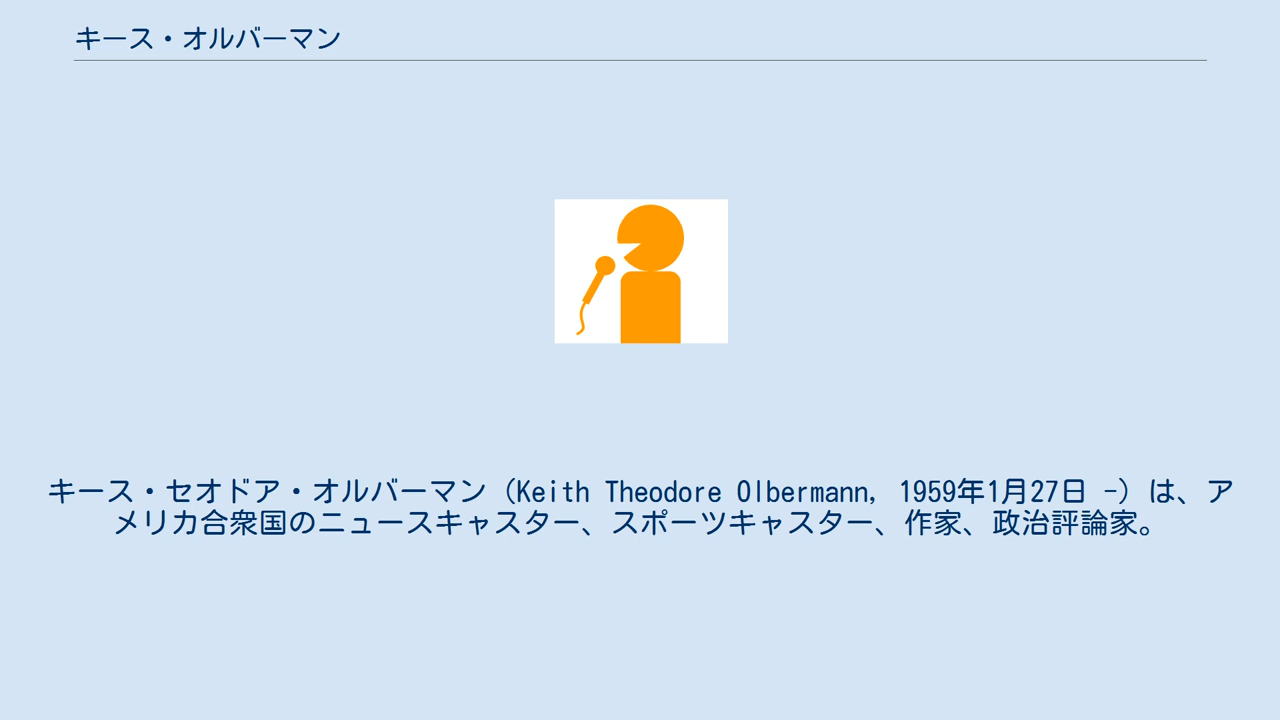 キース・オルバーマン
キース・セオドア・オルバーマン（Keith Theodore Olbermann, 1959年1月27日 -）は、ア
メリカ合衆国のニュースキャスター、スポーツキャスター、作家、政治評論家。